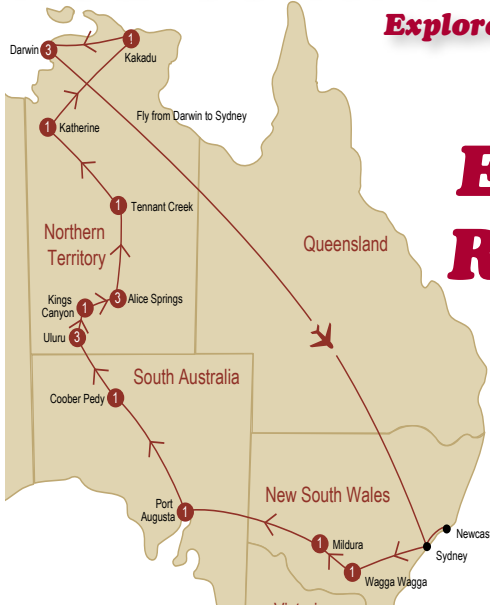 Explore
Darwin
3
1
Kakadu
1
Katherine
Fly from Darwin to Sydney
1
Tennant Creek
E
R
Northern
Territory
Queensland
Kings
Canyon
1
3
Alice Springs
Uluru
3
South Australia
Coober Pedy
1
New South Wales
Port
Augusta
1
1
Mildura
Newcas
Sydney
1
Wagga Wagga